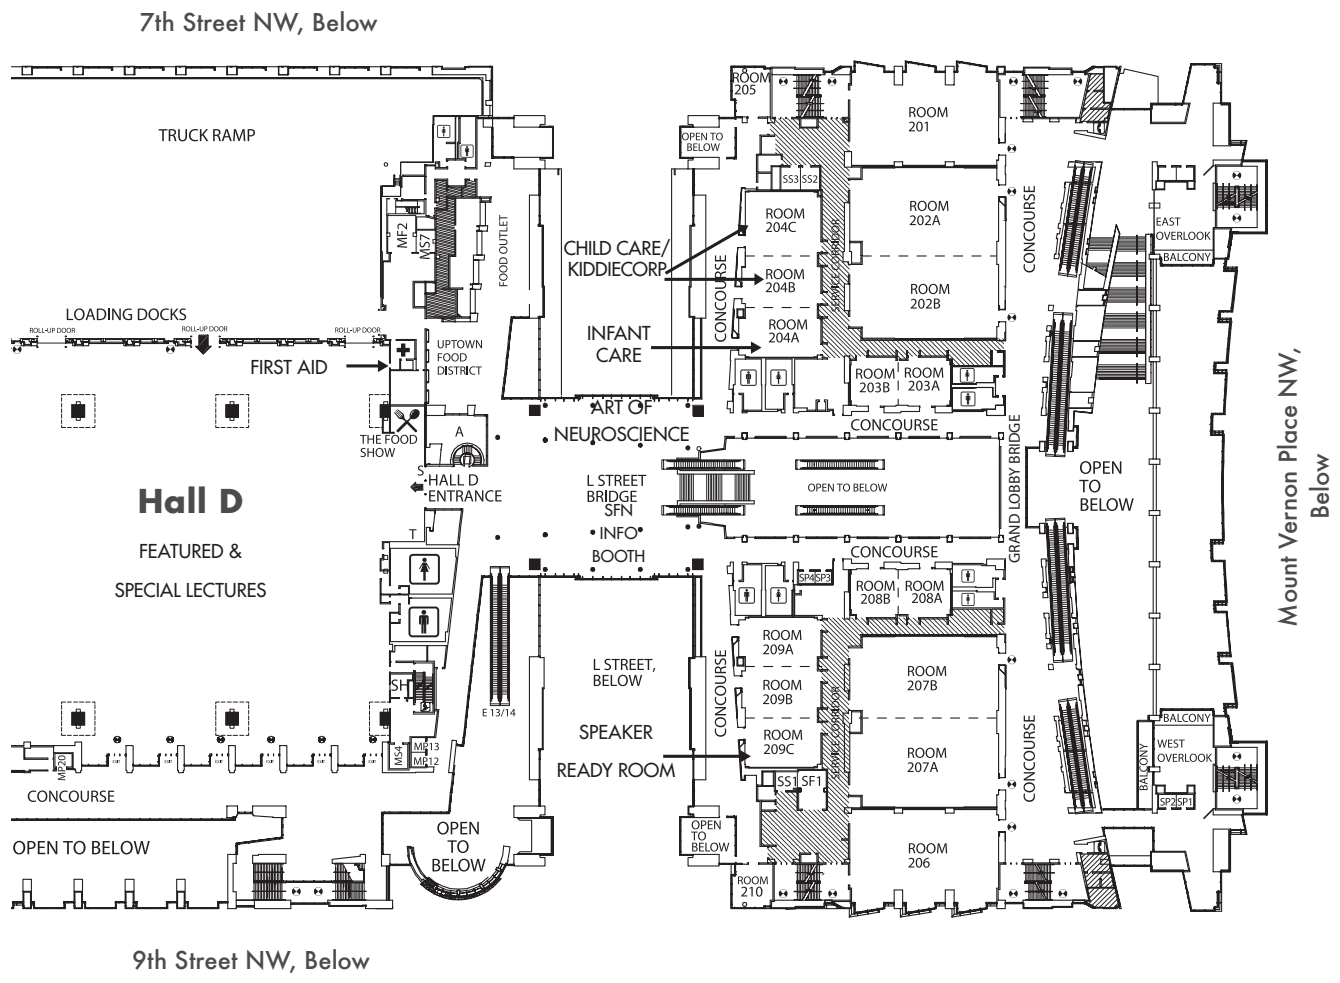 7th Street NW, Below
TRUCK RAMP
LOADING DOCKS
ROLL-UP DOOR
ROLL-UP DOOR
ROLL-UP DOOR
FIRST AID
MF2
MS7
FOOD OUTLET
UPTOWN
FOOD
DISTRICT
THE FOOD
SHOW
A
S
HALL D
ENTRANCE
T
Hall D
FEATURED &
SPECIAL LECTURES
SH
MS4
MP13
MP12
MP20
EXIT
EXIT
EXIT
EXIT
EXIT
EXIT
CONCOURSE
OPEN TO BELOW
OPEN
TO
BELOW
E 13/14
9th Street NW, Below
CHILD CARE/
KIDDIECORP
INFANT
CARE
ART OF
NEUROSCIENCE
L STREET
BRIDGE
SFN
INFO
BOOTH
L STREET,
BELOW
SPEAKER
READY ROOM
ROOM
205
OPEN TO
BELOW
SS3
SS2
ROOM
204C
ROOM
204B
ROOM
204A
CONCOURSE
SERVICE CORRIDOR
ROOM
201
ROOM
202A
ROOM
202B
ROOM
203B
ROOM
203A
CONCOURSE
CONCOURSE
OPEN TO BELOW
GRAND LOBBY BRIDGE
OPEN
TO
BELOW
EAST
OVERLOOK
BALCONY
CONCOURSE
SP4
SP3
ROOM
208B
ROOM
208A
ROOM
209A
ROOM
209B
ROOM
209C
CONCOURSE
SERVICE CORRIDOR
SS1
SF1
ROOM
207B
ROOM
207A
ROOM
206
CONCOURSE
OPEN
TO
BELOW
ROOM
210
BALCONY
BALCONY
WEST
OVERLOOK
SP2
SP1
Mount Vernon Place NW,
Below